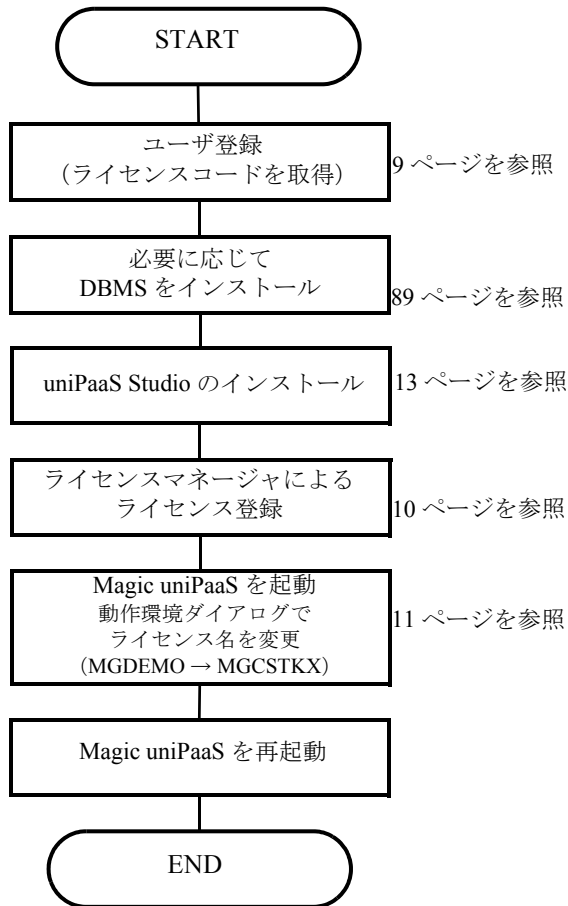 START
ユーザ登録
（ライセンスコードを取得）
9 ページを参照
必要に応じて
DBMS をインストール
89 ページを参照
uniPaaS Studio のインストール
13 ページを参照
ライセンスマネージャによる
ライセンス登録
10 ページを参照
Magic uniPaaS を起動
動作環境ダイアログで
ライセンス名を変更
（MGDEMO → MGCSTKX）
11 ページを参照
Magic uniPaaS を再起動
END